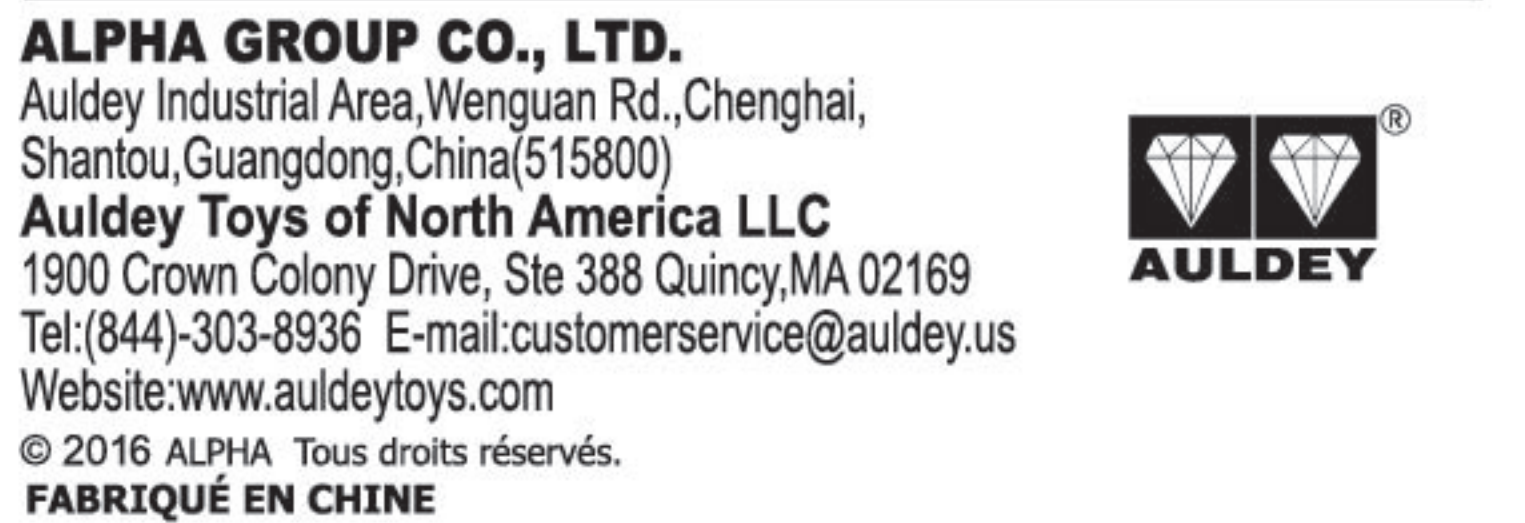 ALPHA GROUP CO., LTD.
Auldey Industrial Area,Wenguan Rd.,Chenghai,
Shantou,Guangdong,China(515800)
Auldey Toys of North America LLC
1900 Crown Colony Drive, Ste 388 Quincy,MA 02169
Tel:(844)-303-8936 E-mail:customerservice@auldey.us
Website:www.auldeytoys.com
© 2016 ALPHA Tous droits réservés.
FABRIQUÉ EN CHINE
®
AULDEY